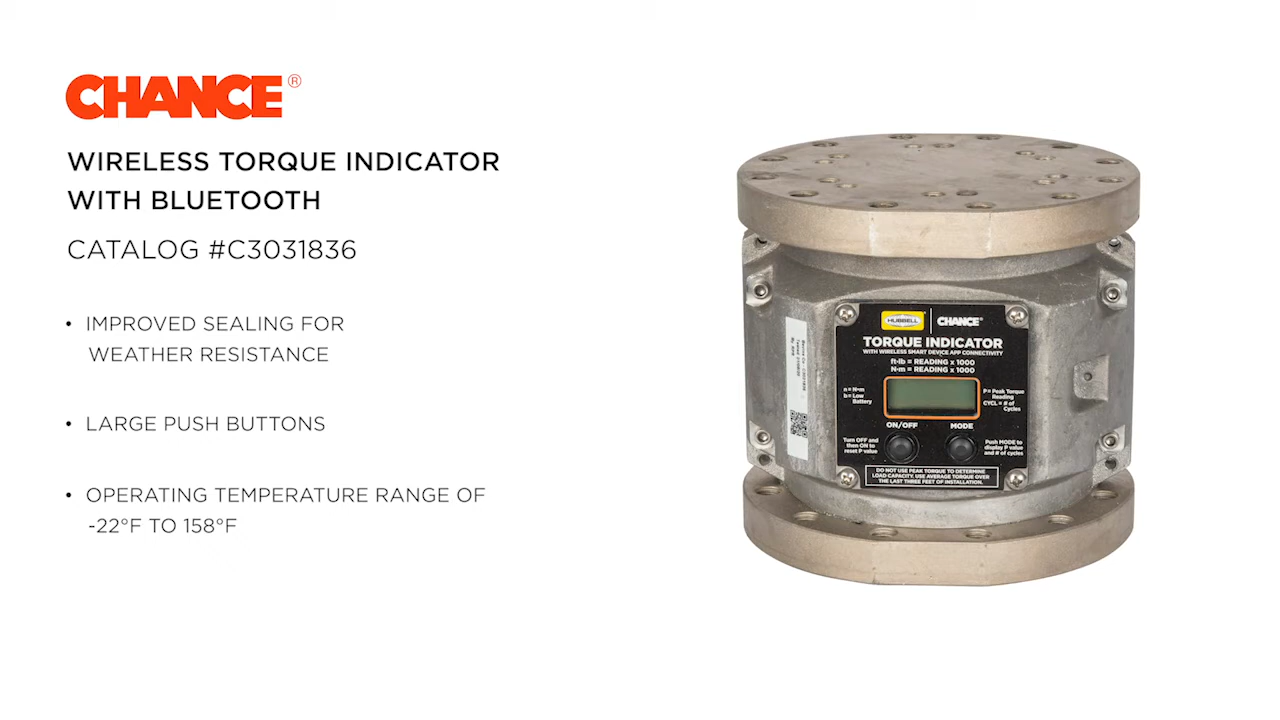 CHANCE®
WIRELESS TORQUE INDICATOR
WITH BLUETOOTH
CATALOG #C3031836
• IMPROVED SEALING FOR
WEATHER RESISTANCE
• LARGE PUSH BUTTONS
• OPERATING TEMPERATURE RANGE OF
-22°F TO 158°F
HUBBELL CHANCE®
TORQUE INDICATOR
WITH WIRELESS SMART DEVICE APP CONNECTIVITY
ft-lb = READING x 1000
N-m = READING x 1000
n = N-m
b = Low
Battery
P = Peak Torque
Reading
CYCL = # of
Cycles
ON/OFF MODE
Turn OFF and
then ON to
reset P value
Push MODE to
display P value
and # of cycles
DO NOT USE PEAK TORQUE TO DETERMINE
LOAD CAPACITY. USE AVERAGE TORQUE OVER
THE LAST THREE FEET OF INSTALLATION.